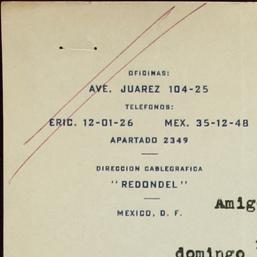 OFICINAS:
AVE. JUAREZ 104-25
TELEFONOS:
ERIC. 12-01-26 MEX. 35-12-48
APARTADO 2349
DIRECCION CABLEGRAFICA
"REDONDEL"
MEXICO, D. F.
Amig
domingo